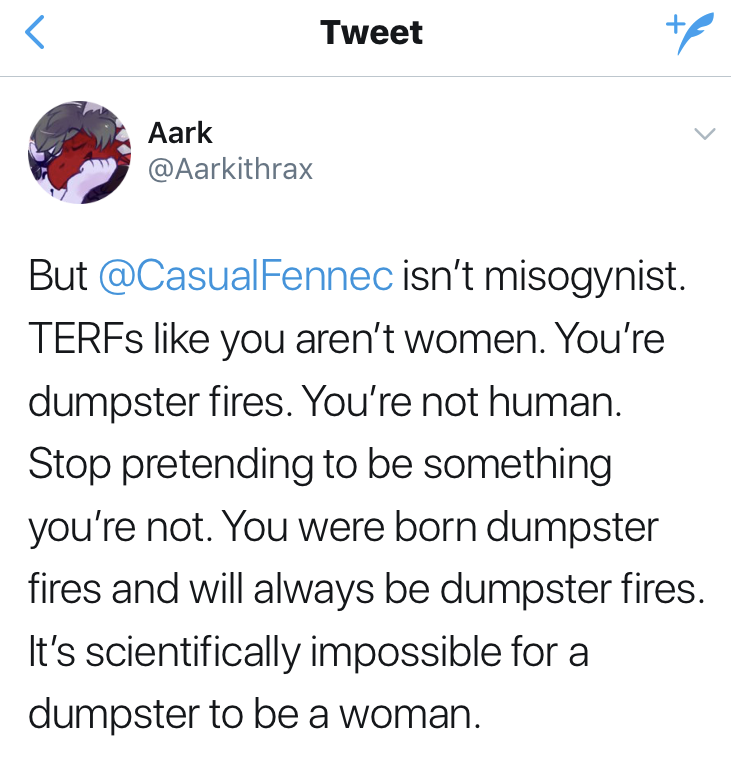 Tweet
Aark
@Aarkithrax
But @CasualFennec isn’t misogynist.
TERFs like you aren’t women. You’re
dumpster fires. You’re not human.
Stop pretending to be something
you’re not. You were born dumpster
fires and will always be dumpster fires.
It’s scientifically impossible for a
dumpster to be a woman.